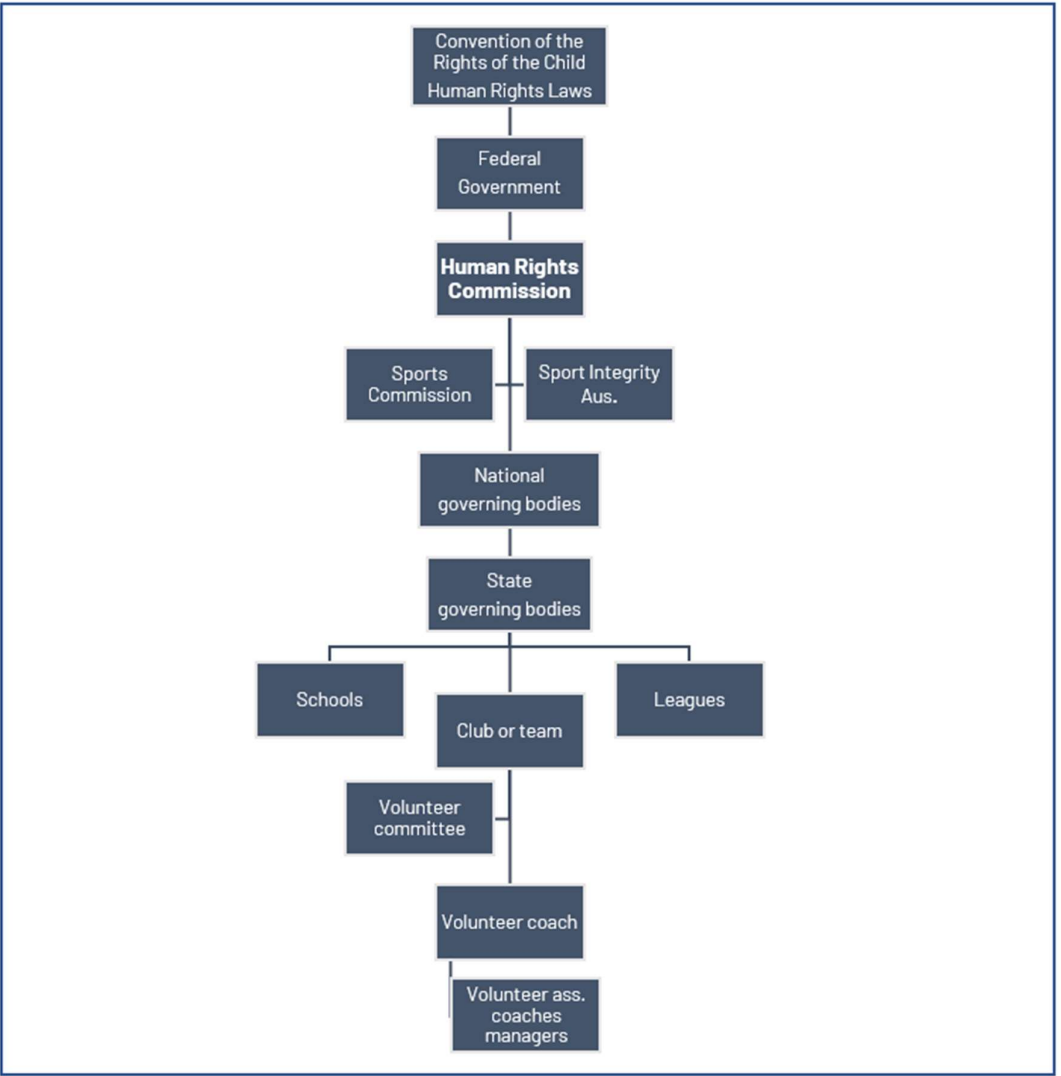 Convention of the
Rights of the Child
Human Rights Laws
Federal
Government
Human Rights
Commission
Sports
Commission
Sport Integrity
Aus.
National
governing bodies
State
governing bodies
Schools
Club or team
Leagues
Volunteer
committee
Volunteer coach
Volunteer ass.
coaches
managers